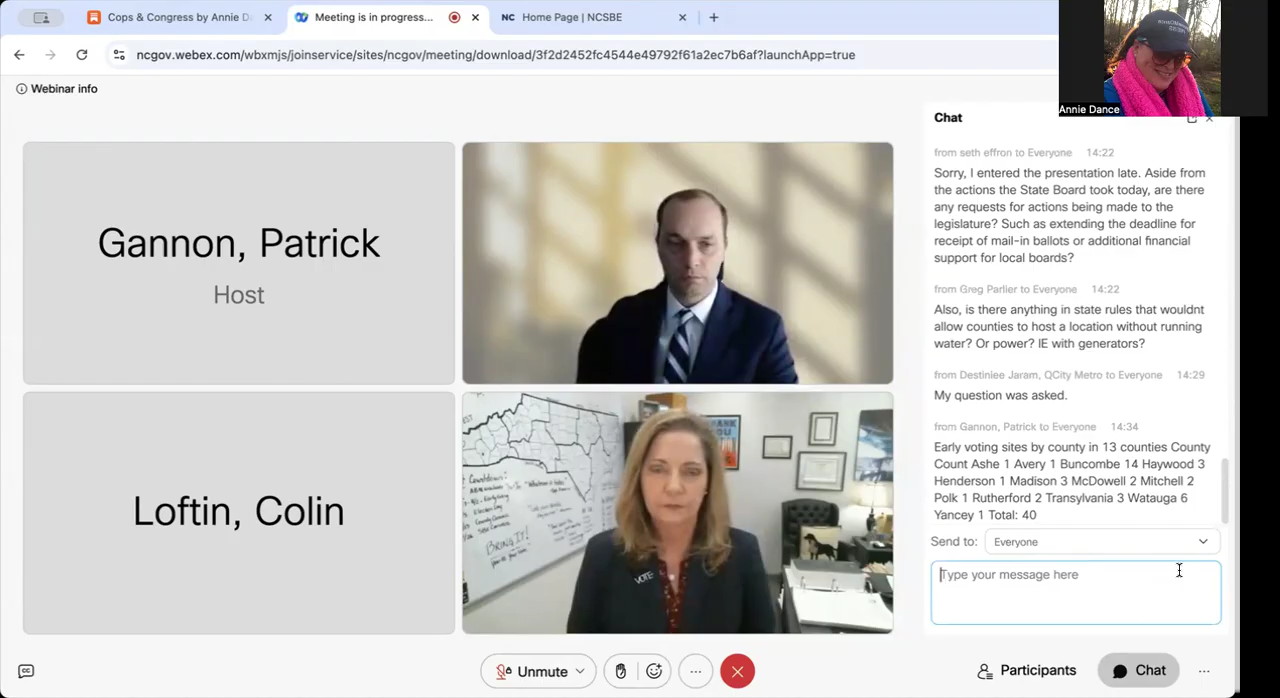 Cops & Congress by Annie D
Meeting is in progress...
NC Home Page | NCSBE
ncgov.webex.com/wbxmjs/joinservice/sites/ncgov/meeting/download/3f2d2452fc4544e49792f61a2ec7b6af?launchApp=true
Annie Dance
Webinar info
Gannon, Patrick
Host
Loftin, Colin
BRING IT!
THANK
YOU
VOTE
Chat
from seth effron to Everyone 14:22
Sorry, I entered the presentation late. Aside from
the actions the State Board took today, are there
any requests for actions being made to the
legislature? Such as extending the deadline for
receipt of mail-in ballots or additional financial
support for local boards?
from Greg Parlier to Everyone 14:22
Also, is there anything in state rules that wouldnt
allow counties to host a location without running
water? Or power? IE with generators?
from Destiniee Jaram, QCity Metro to Everyone 14:29
My question was asked.
from Gannon, Patrick to Everyone 14:34
Early voting sites by county in 13 counties County
Count Ashe 1 Avery 1 Buncombe 14 Haywood 3
Henderson 1 Madison 3 McDowell 2 Mitchell 2
Polk 1 Rutherford 2 Transylvania 3 Watauga 6
Yancey 1 Total: 40
Send to: Everyone
Type your message here
CC
Unmute
Participants
Chat